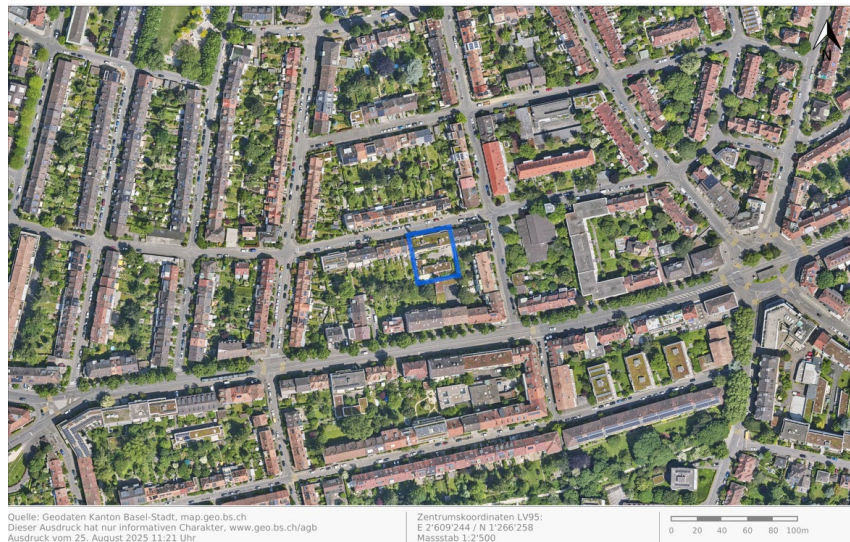 Quelle: Geodaten Kanton Basel-Stadt, map.geo.bs.ch
Dieser Ausdruck hat nur informativen Charakter, www.geo.bs.ch/agb
Ausdruck vom 25. August 2025 11:21 Uhr
Zentrumskoordinaten LV95:
E 2'609'244 / N 1'266'258
Massstab 1:2'500
0 20 40 60 80 100m